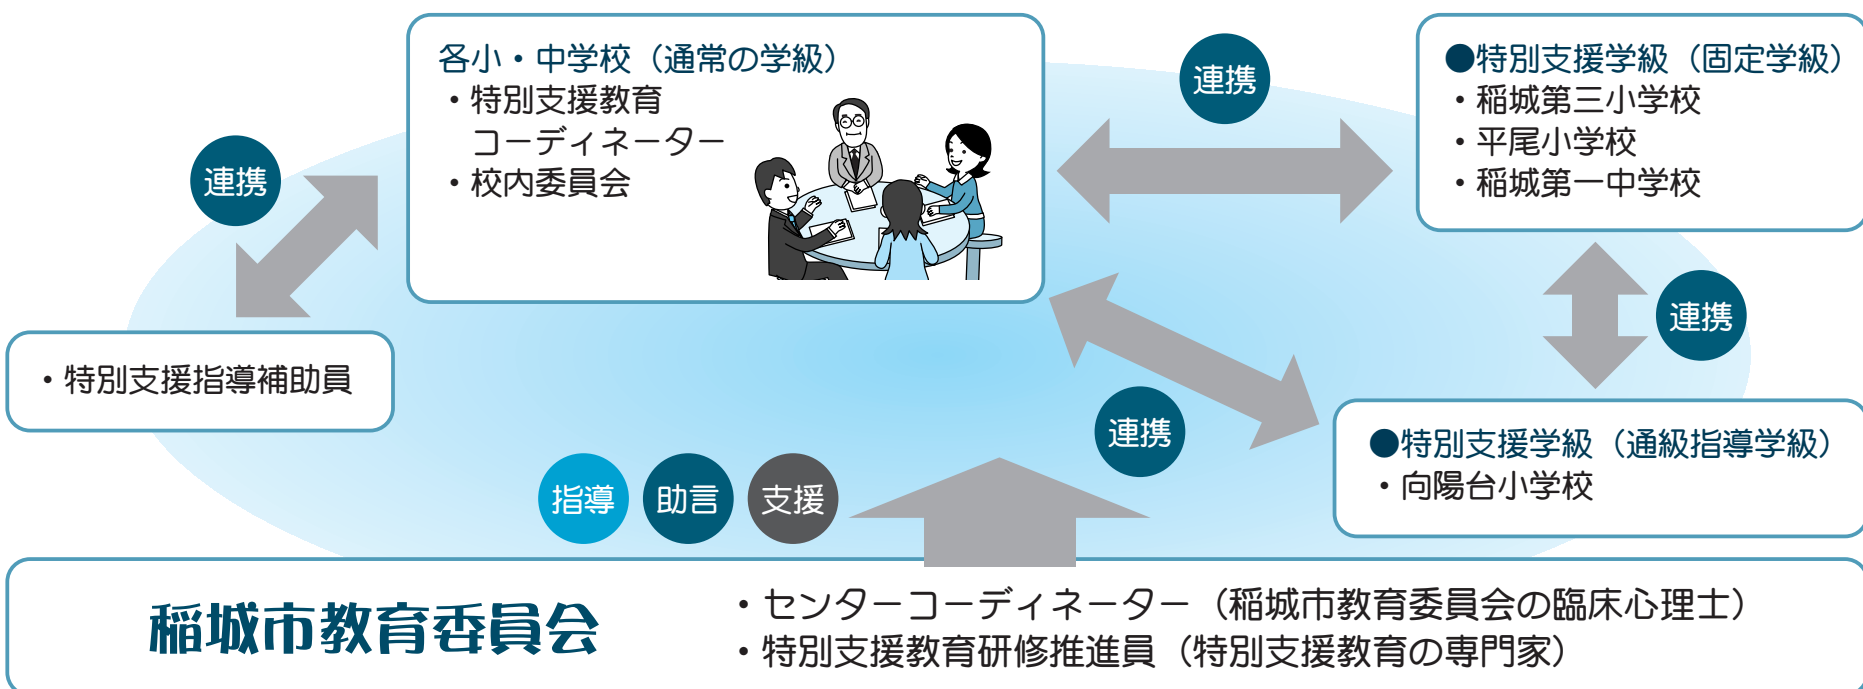 各小・中学校（通常の学級）
・特別支援教育
コーディネーター
・校内委員会
連携
●特別支援学級（固定学級）
・稲城第三小学校
・平尾小学校
・稲城第一中学校
連携
連携
・特別支援指導補助員
連携
●特別支援学級（通級指導学級）
・向陽台小学校
指導
助言
支援
稲城市教育委員会
・センターコーディネーター（稲城市教育委員会の臨床心理士）
・特別支援教育研修推進員（特別支援教育の専門家）